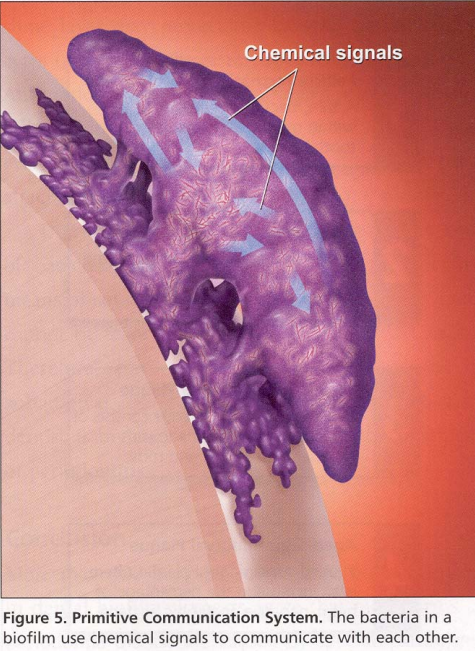 Chemical signals
Figure 5. Primitive Communication System. The bacteria in a
biofilm use chemical signals to communicate with each other.